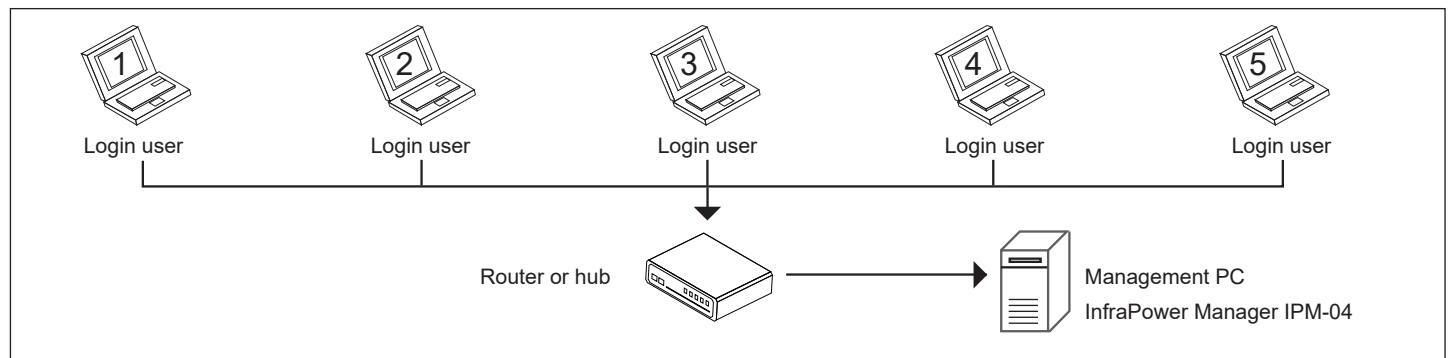 1
2
3
4
5
Login user
Login user
Login user
Login user
Login user
Router or hub
Management PC
InfraPower Manager IPM-04